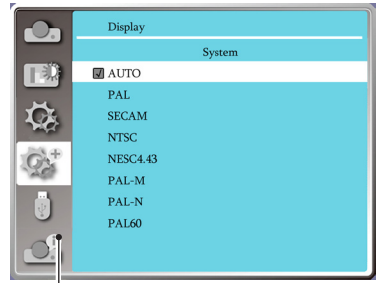 Display
System
AUTO
PAL
SECAM
NTSC
NESC4.43
PAL-M
PAL-N
PAL60